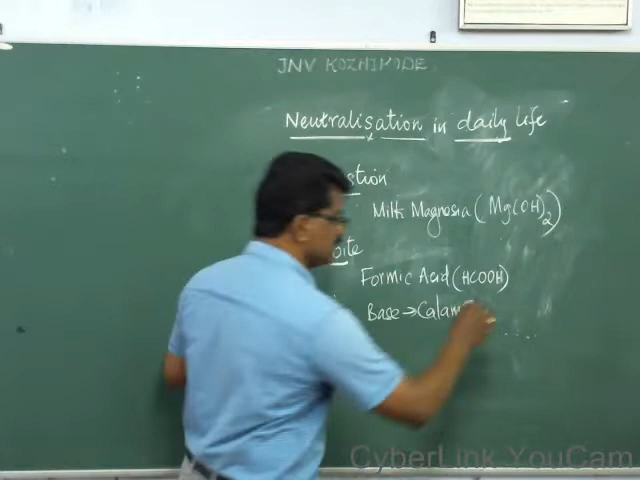 JNV KOZHIKODE
Neutralisation in daily life
stion
Milk Magnesia (Mg(OH)2)
bite
Formic Acid (HCOOH)
Base → Calam
CyberLink YouCam